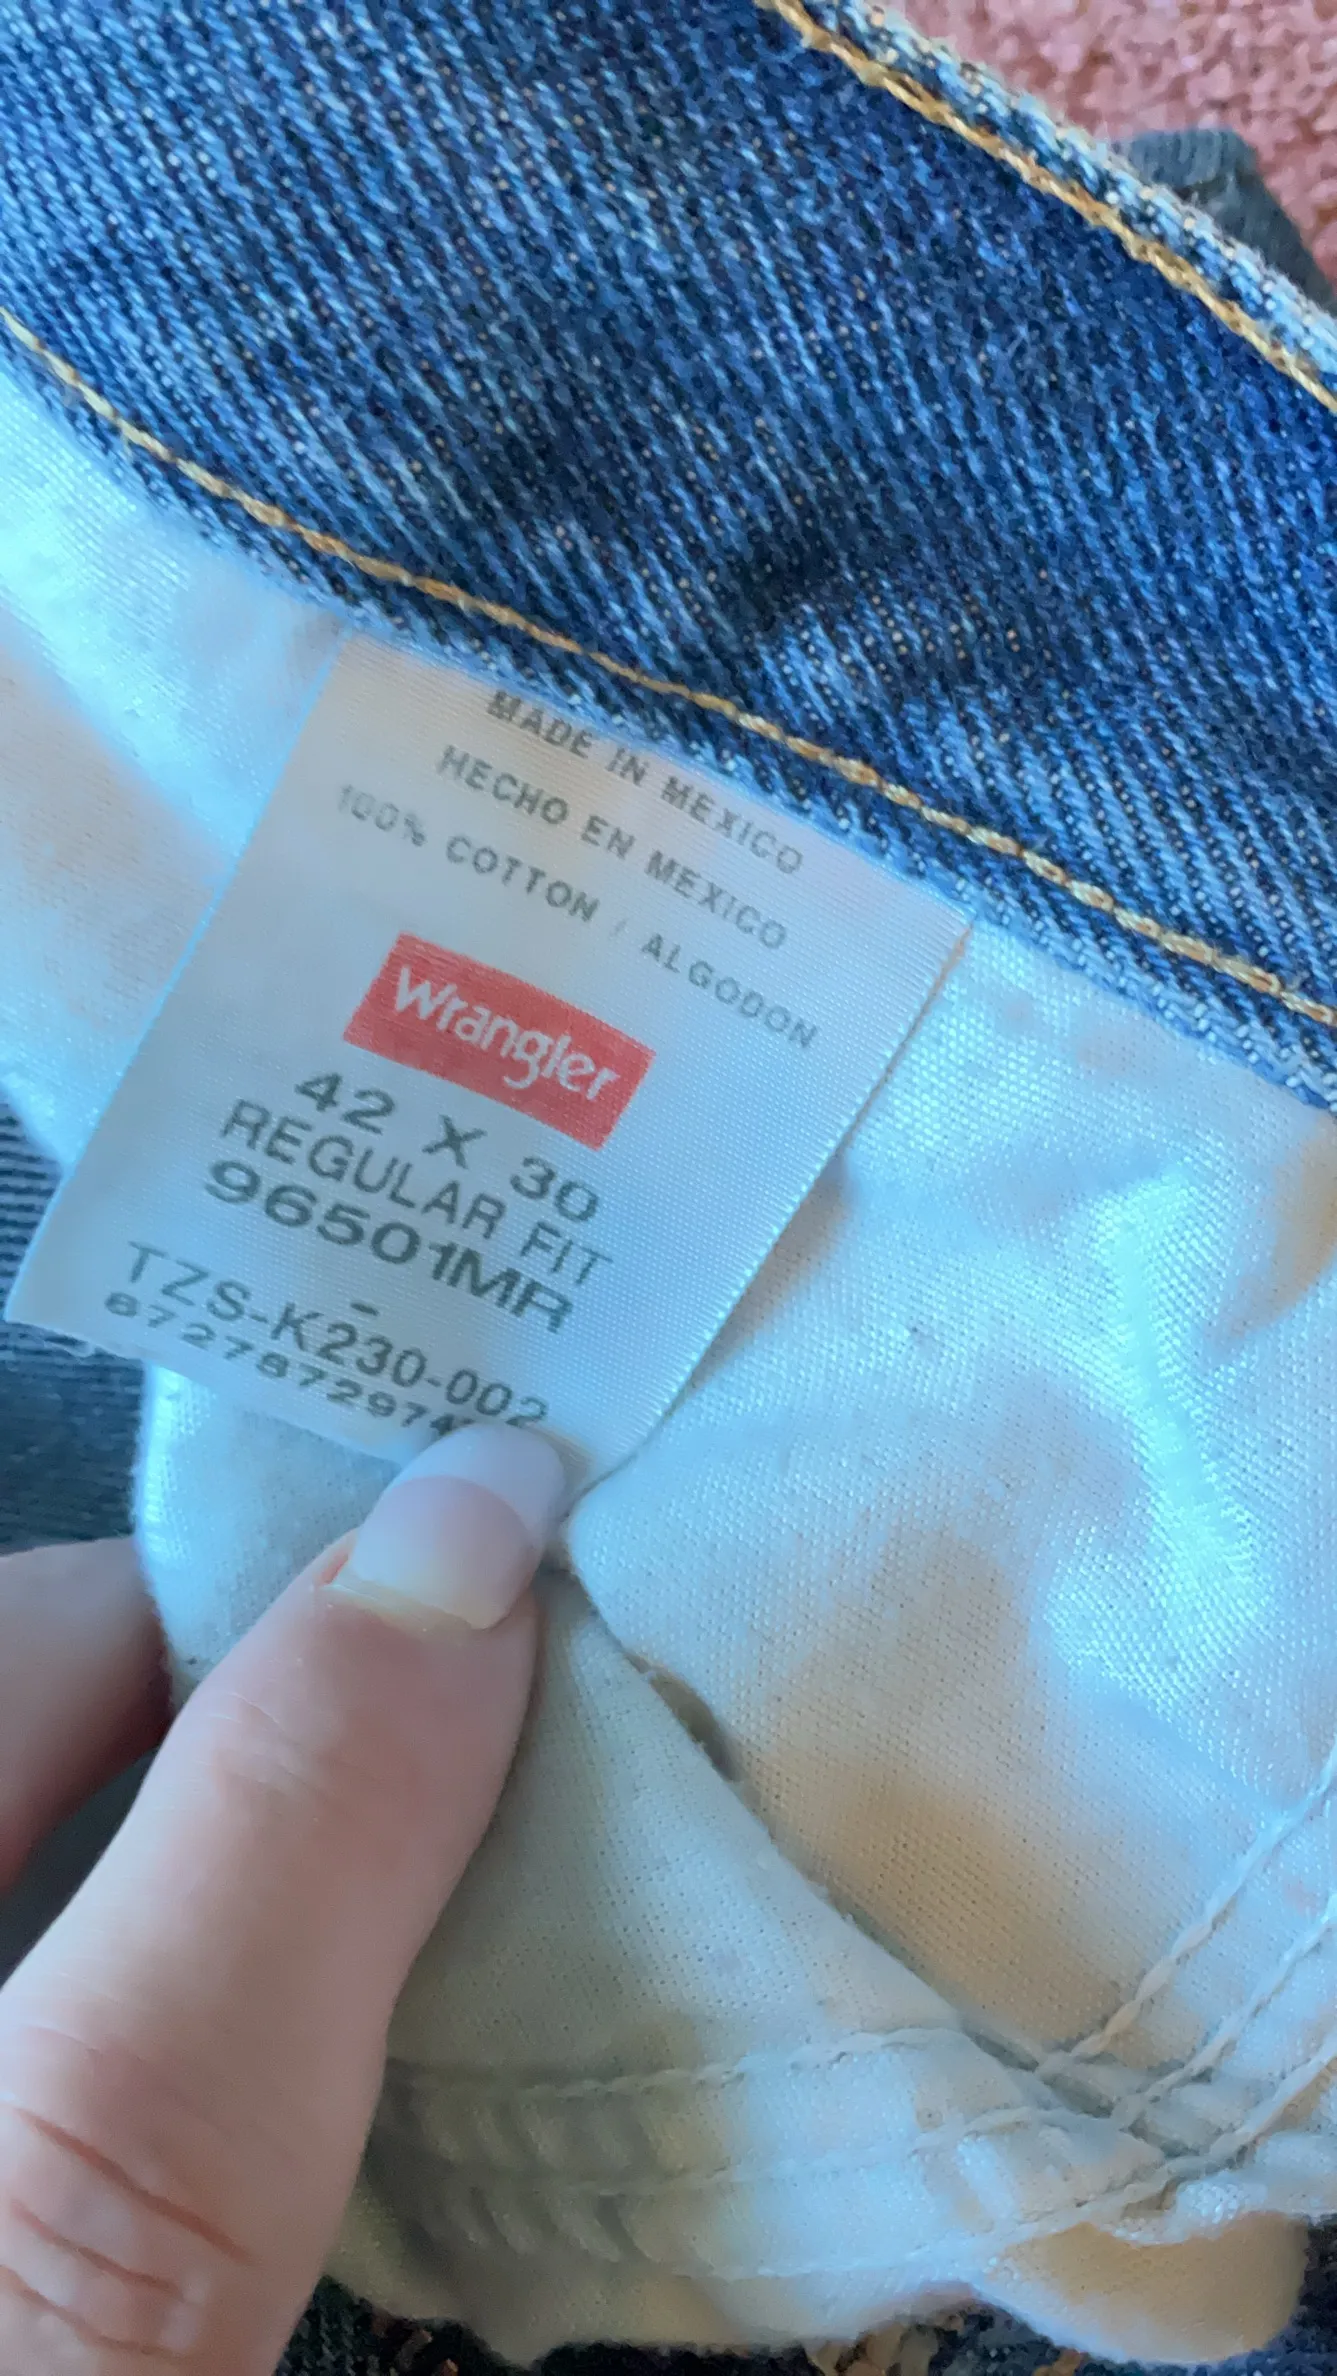 MADE IN MEXICO
HECHO EN MEXICO
100% COTTON / ALGODON
Wrangler
42 X 30
REGULAR FIT
96501MR
-
TZS-K230-002